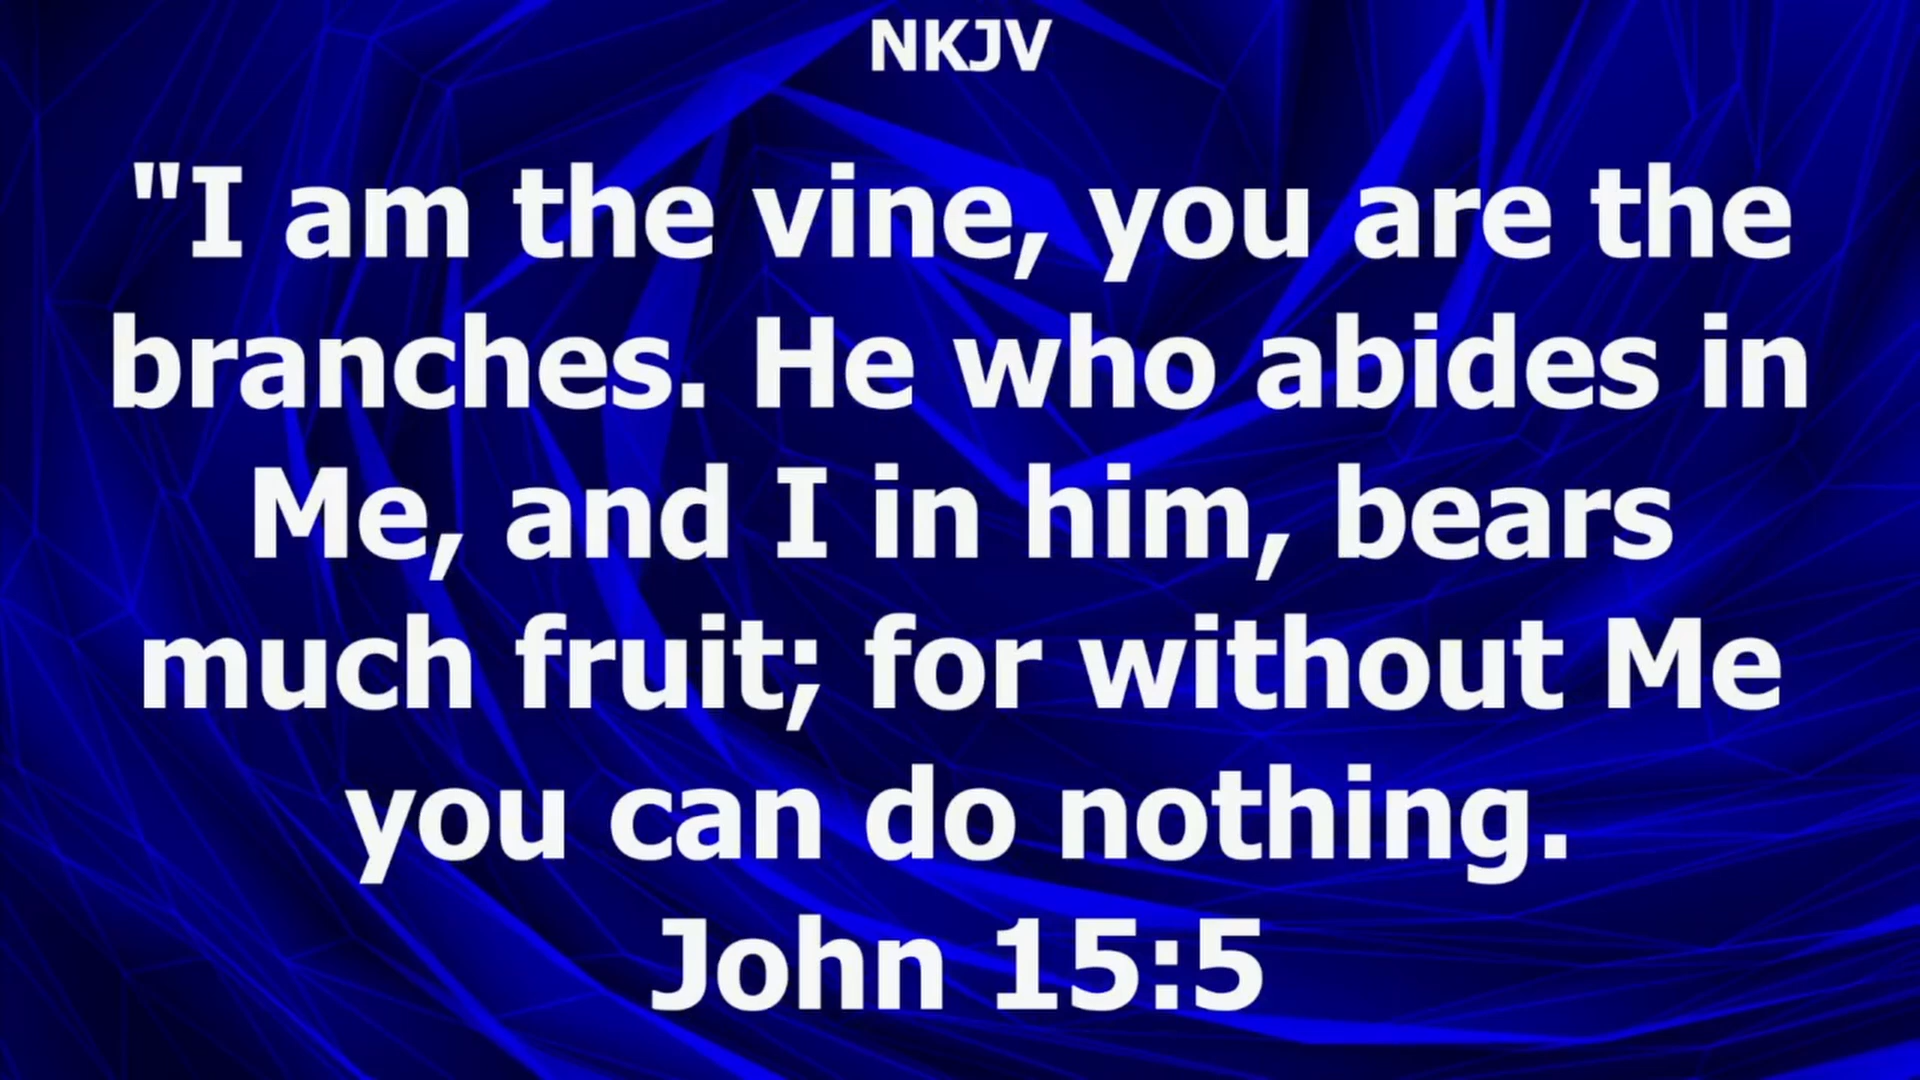 NKJV
"I am the vine, you are the
branches. He who abides in
Me, and I in him, bears
much fruit; for without Me
you can do nothing.
John 15:5